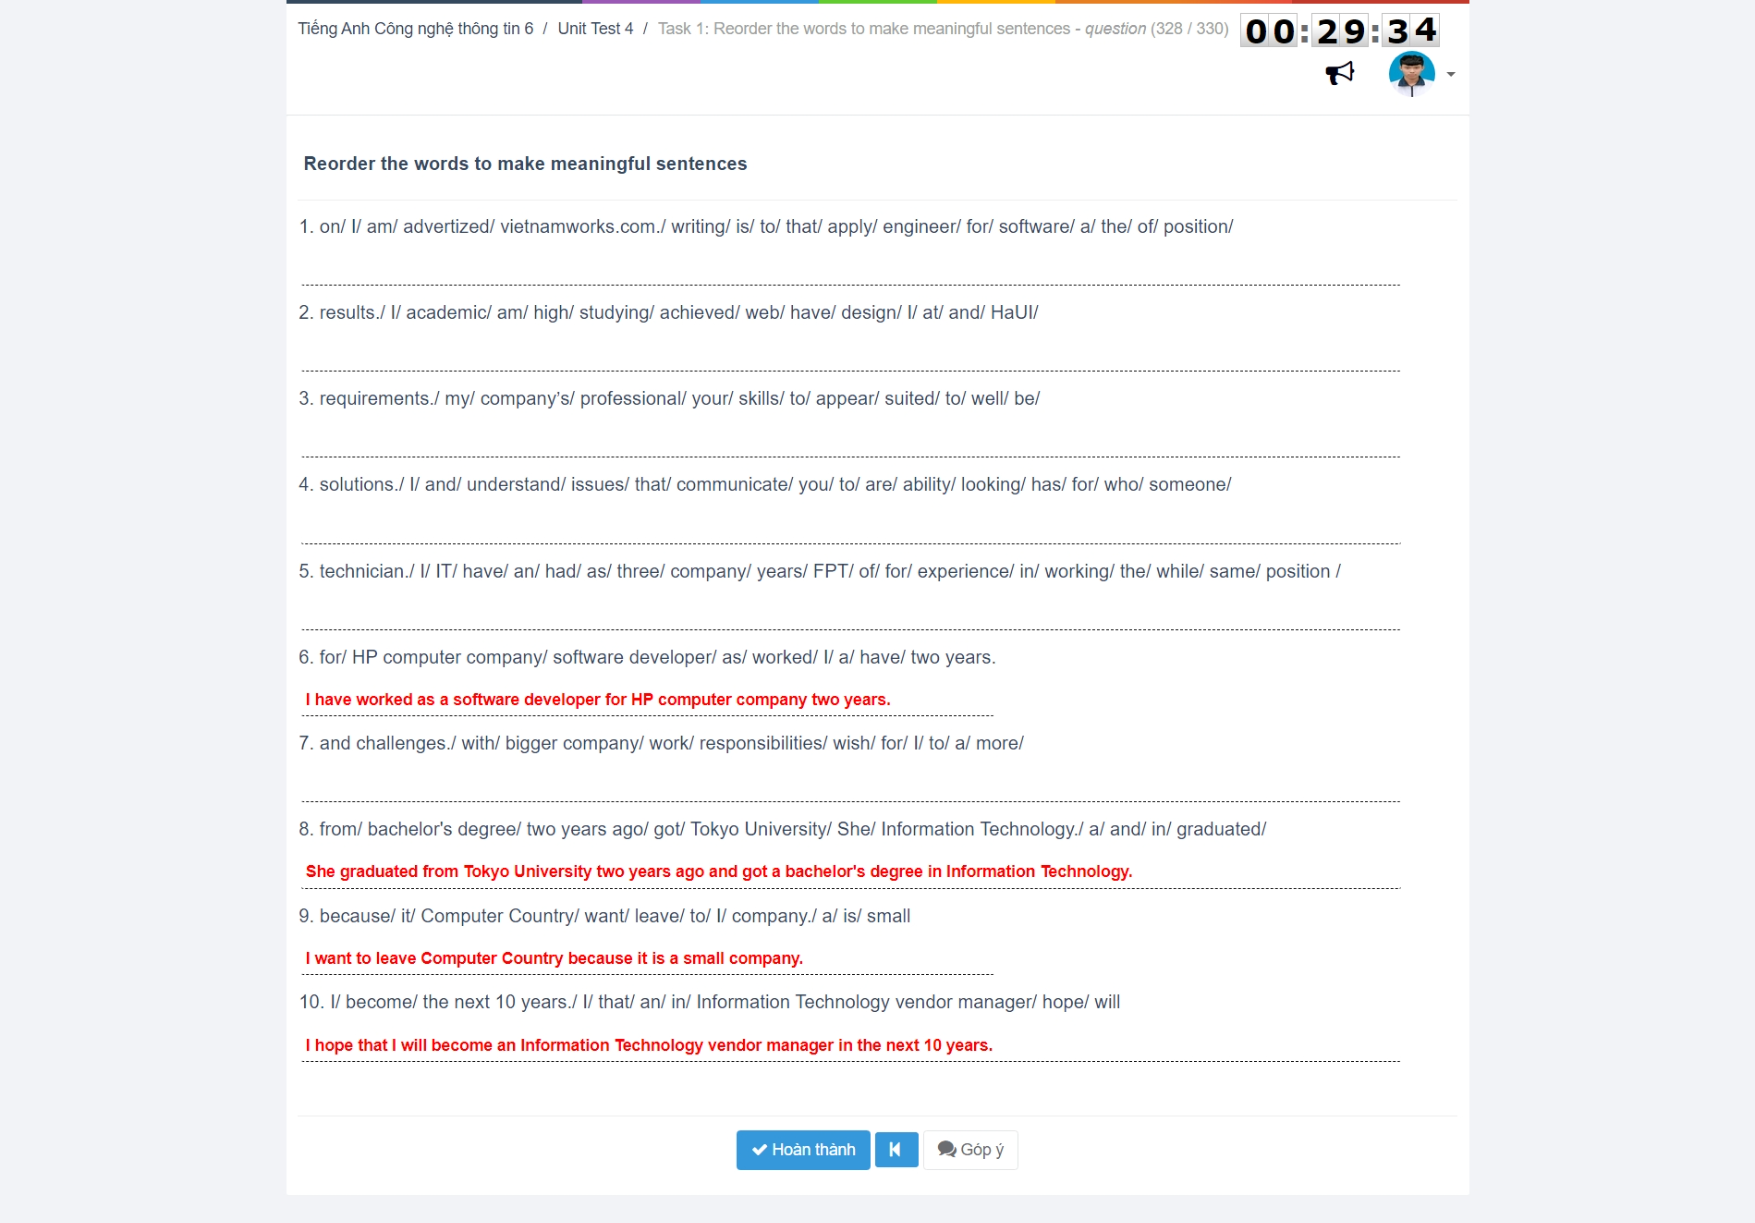 Tiếng Anh Công nghệ thông tin 6 / Unit Test 4 / Task 1: Reorder the words to make meaningful sentences - question (328 / 330) 00:29:34
Reorder the words to make meaningful sentences
1. on/ I/ am/ advertized/ vietnamworks.com./ writing/ is/ to/ that/ apply/ engineer/ for/ software/ a/ the/ of/ position/
2. results./ I/ academic/ am/ high/ studying/ achieved/ web/ have/ design/ I/ at/ and/ HaUI/
3. requirements./ my/ company’s/ professional/ your/ skills/ to/ appear/ suited/ to/ well/ be/
4. solutions./ I/ and/ understand/ issues/ that/ communicate/ you/ to/ are/ ability/ looking/ has/ for/ who/ someone/
5. technician./ I/ IT/ have/ an/ had/ as/ three/ company/ years/ FPT/ of/ for/ experience/ in/ working/ the/ while/ same/ position /
6. for/ HP computer company/ software developer/ as/ worked/ I/ a/ have/ two years.
I have worked as a software developer for HP computer company two years.
7. and challenges./ with/ bigger company/ work/ responsibilities/ wish/ for/ I/ to/ a/ more/
8. from/ bachelor's degree/ two years ago/ got/ Tokyo University/ She/ Information Technology./ a/ and/ in/ graduated/
She graduated from Tokyo University two years ago and got a bachelor's degree in Information Technology.
9. because/ it/ Computer Country/ want/ leave/ to/ I/ company./ a/ is/ small
I want to leave Computer Country because it is a small company.
10. I/ become/ the next 10 years./ I/ that/ an/ in/ Information Technology vendor manager/ hope/ will
I hope that I will become an Information Technology vendor manager in the next 10 years.
Hoàn thành Góp ý